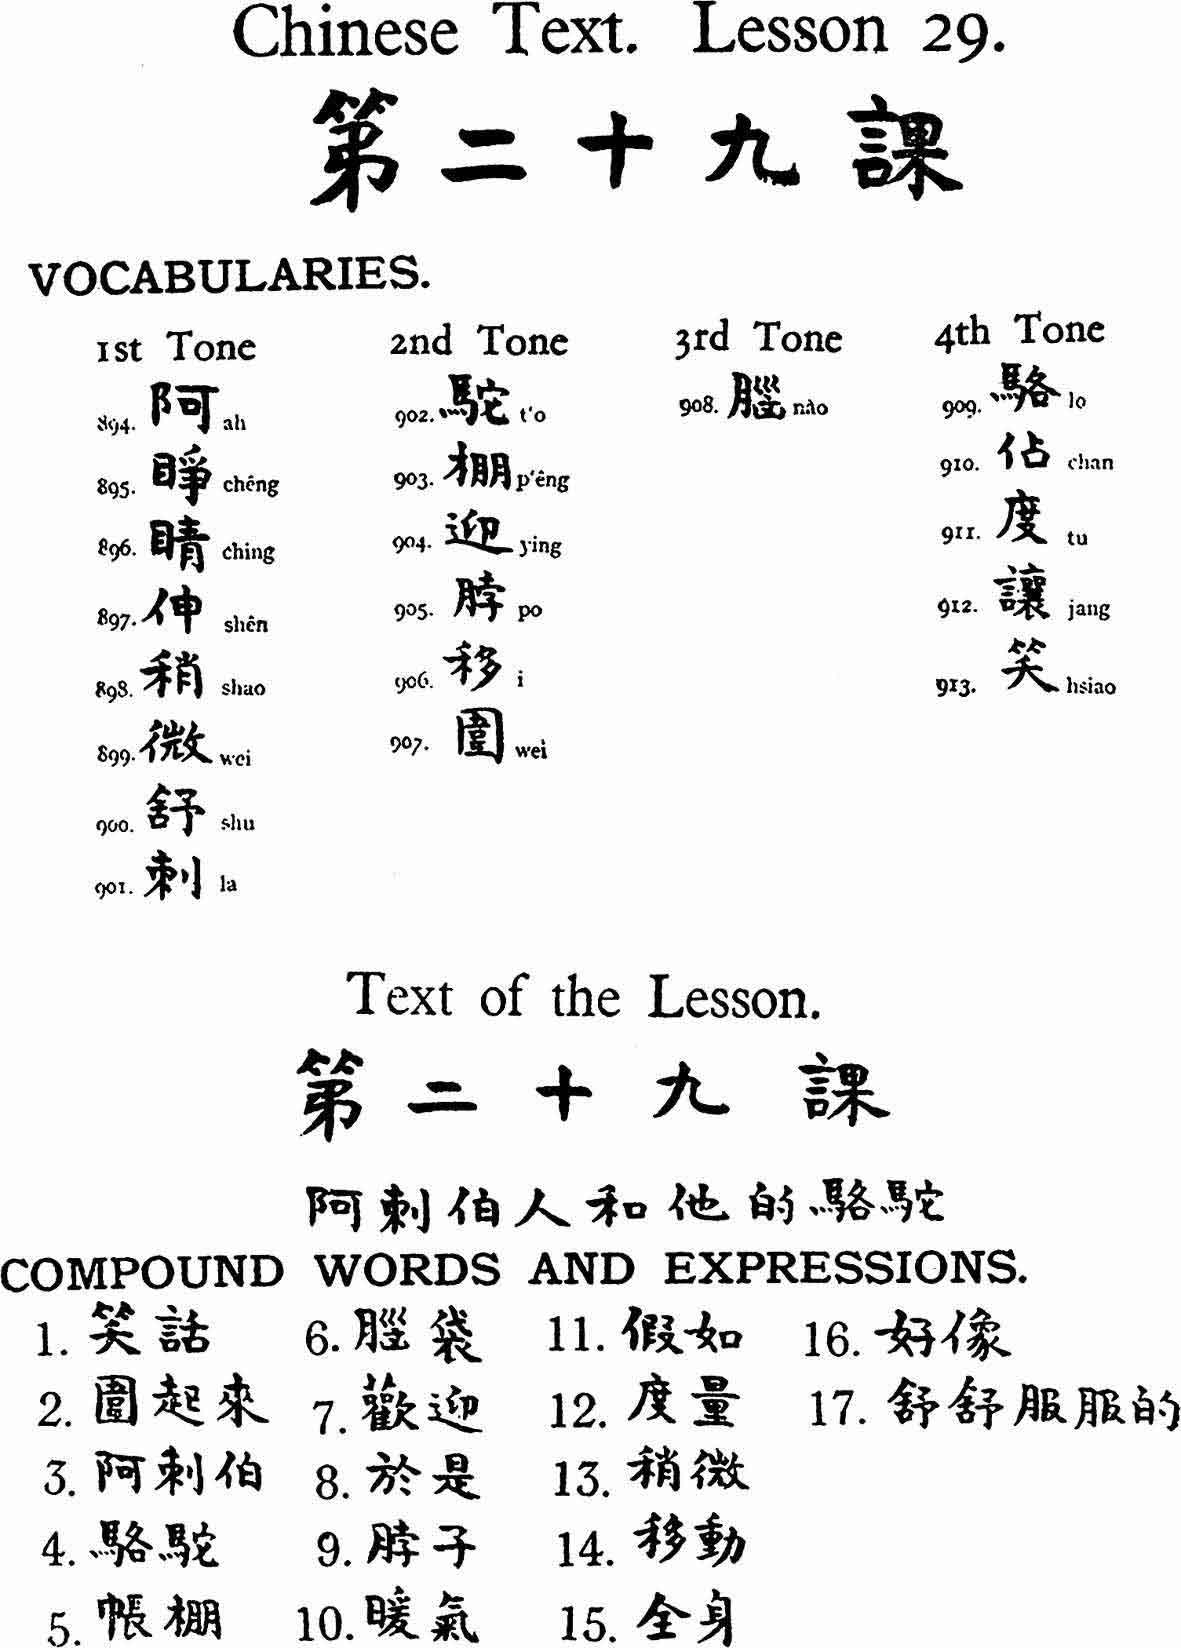 Chinese Text. Lesson 29.
第二十九課
VOCABULARIES.
1st Tone
894. 阿 ah
895. 睜 chêng
896. 睛 ching
897. 伸 shên
898. 稍 shao
899. 微 wei
900. 舒 shu
901. 刺 la
2nd Tone
902. 駝 t'o
903. 棚 p'êng
904. 迎 ying
905. 脖 po
906. 移 i
907. 圍 wei
3rd Tone
908. 腦 nào
4th Tone
909. 駱 lo
910. 佔 chan
911. 度 tu
912. 讓 jang
913. 笑 hsiao
Text of the Lesson.
第二十九課
阿刺伯人和他的駱駝
COMPOUND WORDS AND EXPRESSIONS.
1. 笑話
2. 圍起來
3. 阿刺伯
4. 駱駝
5. 帳棚
6. 腦袋
7. 歡迎
8. 於是
9. 脖子
10. 暖氣
11. 假如
12. 度量
13. 稍微
14. 移動
15. 全身
16. 好像
17. 舒舒服服的